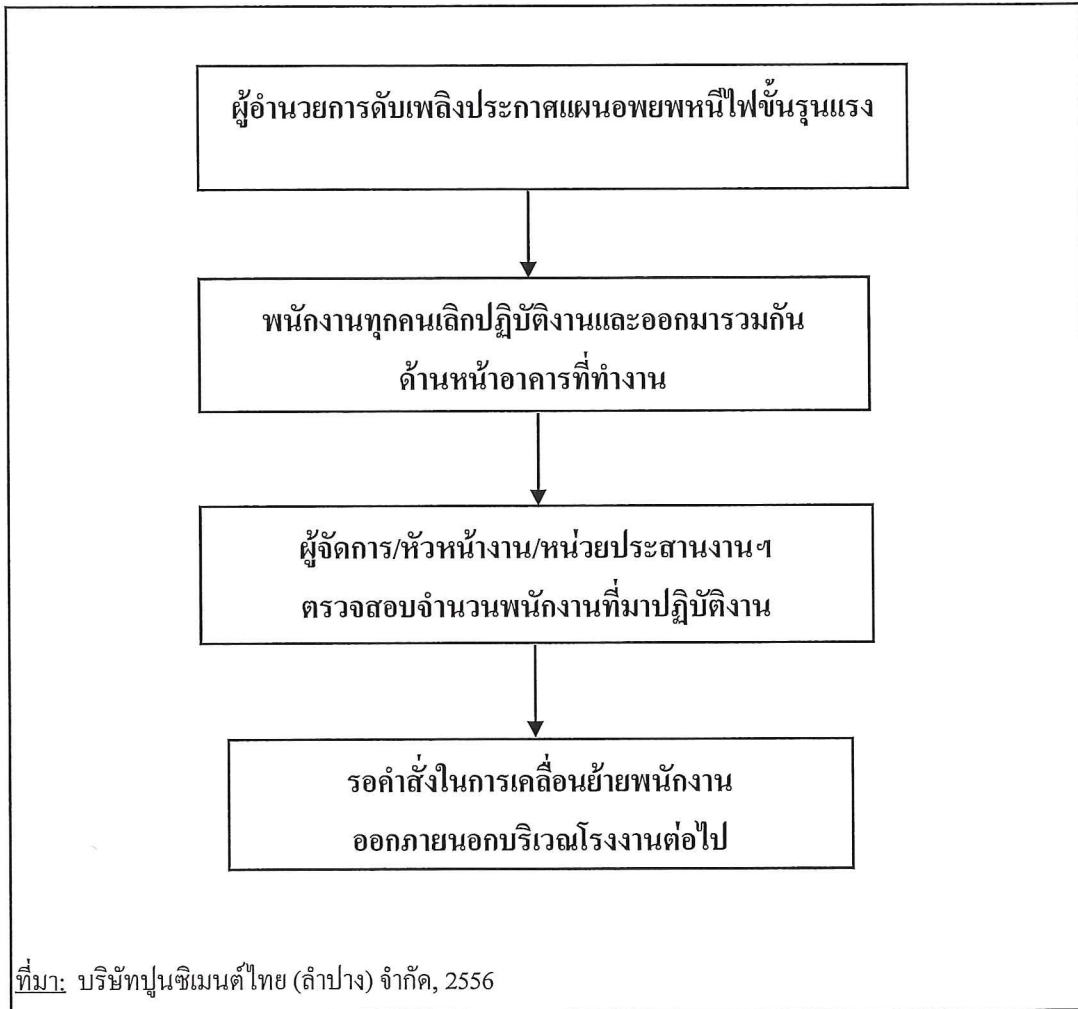 ผู้อำนวยการดับเพลิงประกาศแผนอพยพหนีไฟขั้นรุนแรง
พนักงานทุกคนเลิกปฏิบัติงานและออกมารวมกัน
ด้านหน้าอาคารที่ทำงาน
ผู้จัดการ/หัวหน้างาน/หน่วยประสานงานฯ
ตรวจสอบจำนวนพนักงานที่มาปฏิบัติงาน
รอคำสั่งในการเคลื่อนย้ายพนักงาน
ออกภายนอกบริเวณโรงงานต่อไป
ที่มา: บริษัทปูนซิเมนต์ไทย (ลำปาง) จำกัด, 2556